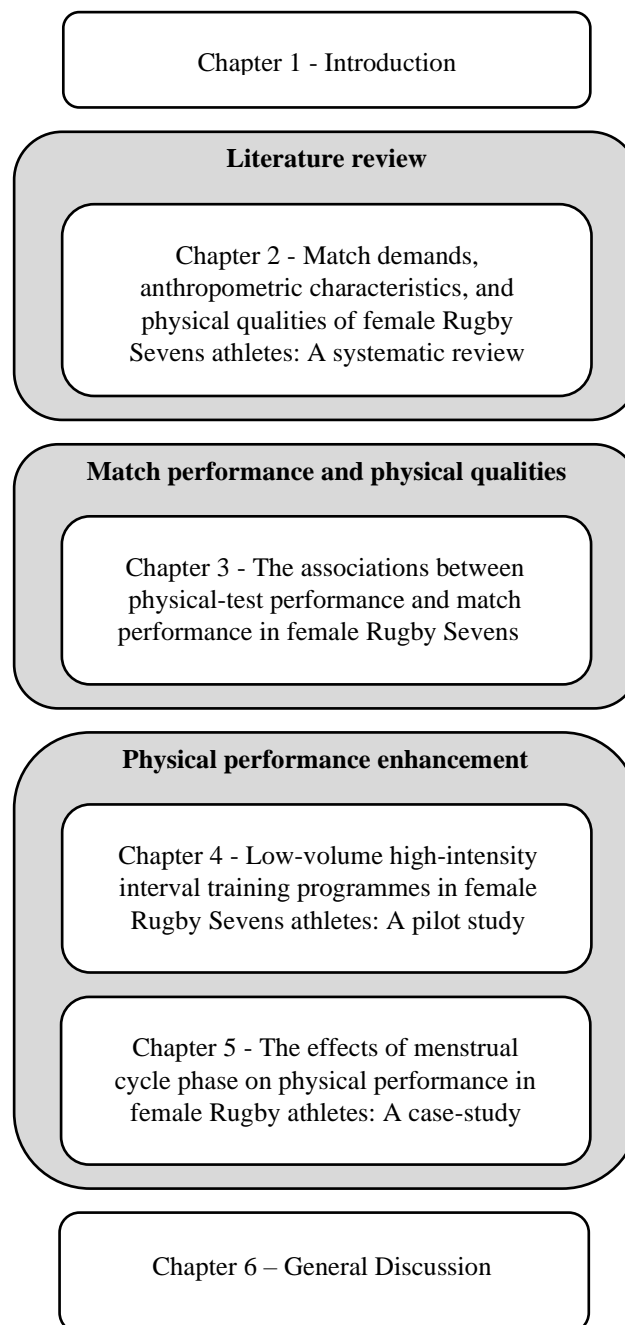 Chapter 1 - Introduction
Literature review
Chapter 2 - Match demands,
anthropometric characteristics, and
physical qualities of female Rugby
Sevens athletes: A systematic review
Match performance and physical qualities
Chapter 3 - The associations between
physical-test performance and match
performance in female Rugby Sevens
Physical performance enhancement
Chapter 4 - Low-volume high-intensity
interval training programmes in female
Rugby Sevens athletes: A pilot study
Chapter 5 - The effects of menstrual
cycle phase on physical performance in
female Rugby athletes: A case-study
Chapter 6 – General Discussion